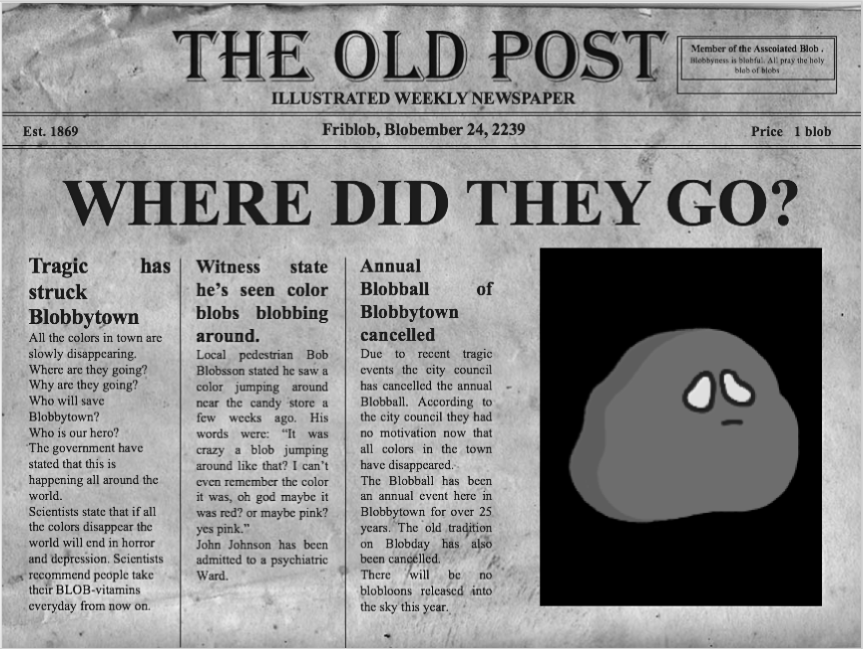 THE OLD POST
ILLUSTRATED WEEKLY NEWSPAPER
Member of the Asscoiated Blob .
Blobbyness is blobful. All pray the holy
blob of blobs
Est. 1869
Friblob, Blobember 24, 2239
Price 1 blob
WHERE DID THEY GO?
Tragic has
struck
Blobbytown
All the colors in town are
slowly disappearing.
Where are they going?
Why are they going?
Who will save
Blobbytown?
Who is our hero?
The government have
stated that this is
happening all around the
world.
Scientists state that if all
the colors disappear the
world will end in horror
and depression. Scientists
recommend people take
their BLOB-vitamins
everyday from now on.
Witness state
he's seen color
blobs blobbing
around.
Local pedestrian Bob
Blobsson stated he saw a
color jumping around
near the candy store a
few weeks ago. His
words were: “It was
crazy a blob jumping
around like that? I can’t
even remember the color
it was, oh god maybe it
was red? or maybe pink?
yes pink.”
John Johnson has been
admitted to a psychiatric
Ward.
Annual
Blobball of
Blobbytown
cancelled
Due to recent tragic
events the city council
has cancelled the annual
Blobball. According to
the city council they had
no motivation now that
all colors in the town
have disappeared.
The Blobball has been
an annual event here in
Blobbytown for over 25
years. The old tradition
on Blobday has also
been cancelled.
There will be no
blobloons released into
the sky this year.